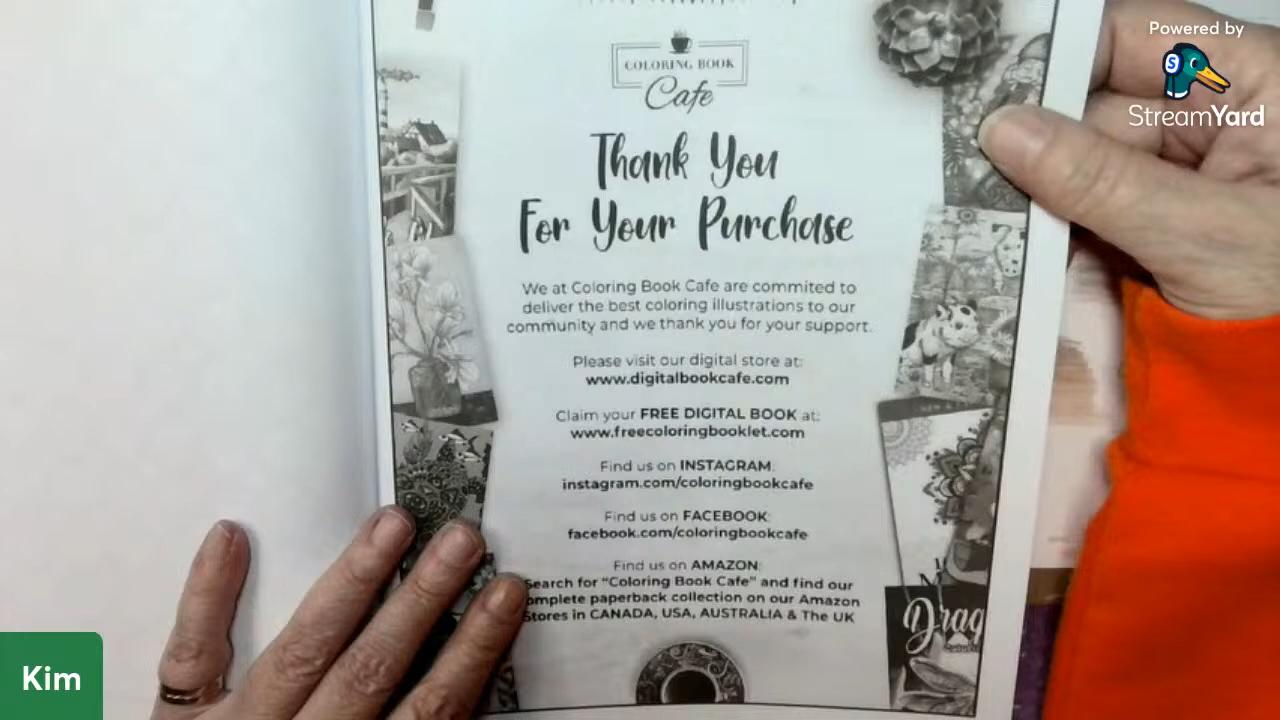 Powered by
StreamYard
COLORING BOOK
Cafe
Thank You
For Your Purchase
We at Coloring Book Cafe are commited to
deliver the best coloring illustrations to our
community and we thank you for your support.
Please visit our digital store at:
www.digitalbookcafe.com
Claim your FREE DIGITAL BOOK at:
www.freecoloringbooklet.com
Find us on INSTAGRAM:
instagram.com/coloringbookcafe
Find us on FACEBOOK:
facebook.com/coloringbookcafe
Find us on AMAZON:
Search for “Coloring Book Cafe” and find our
omplete paperback collection on our Amazon
Stores in CANADA, USA, AUSTRALIA & The UK
Drag
Kim